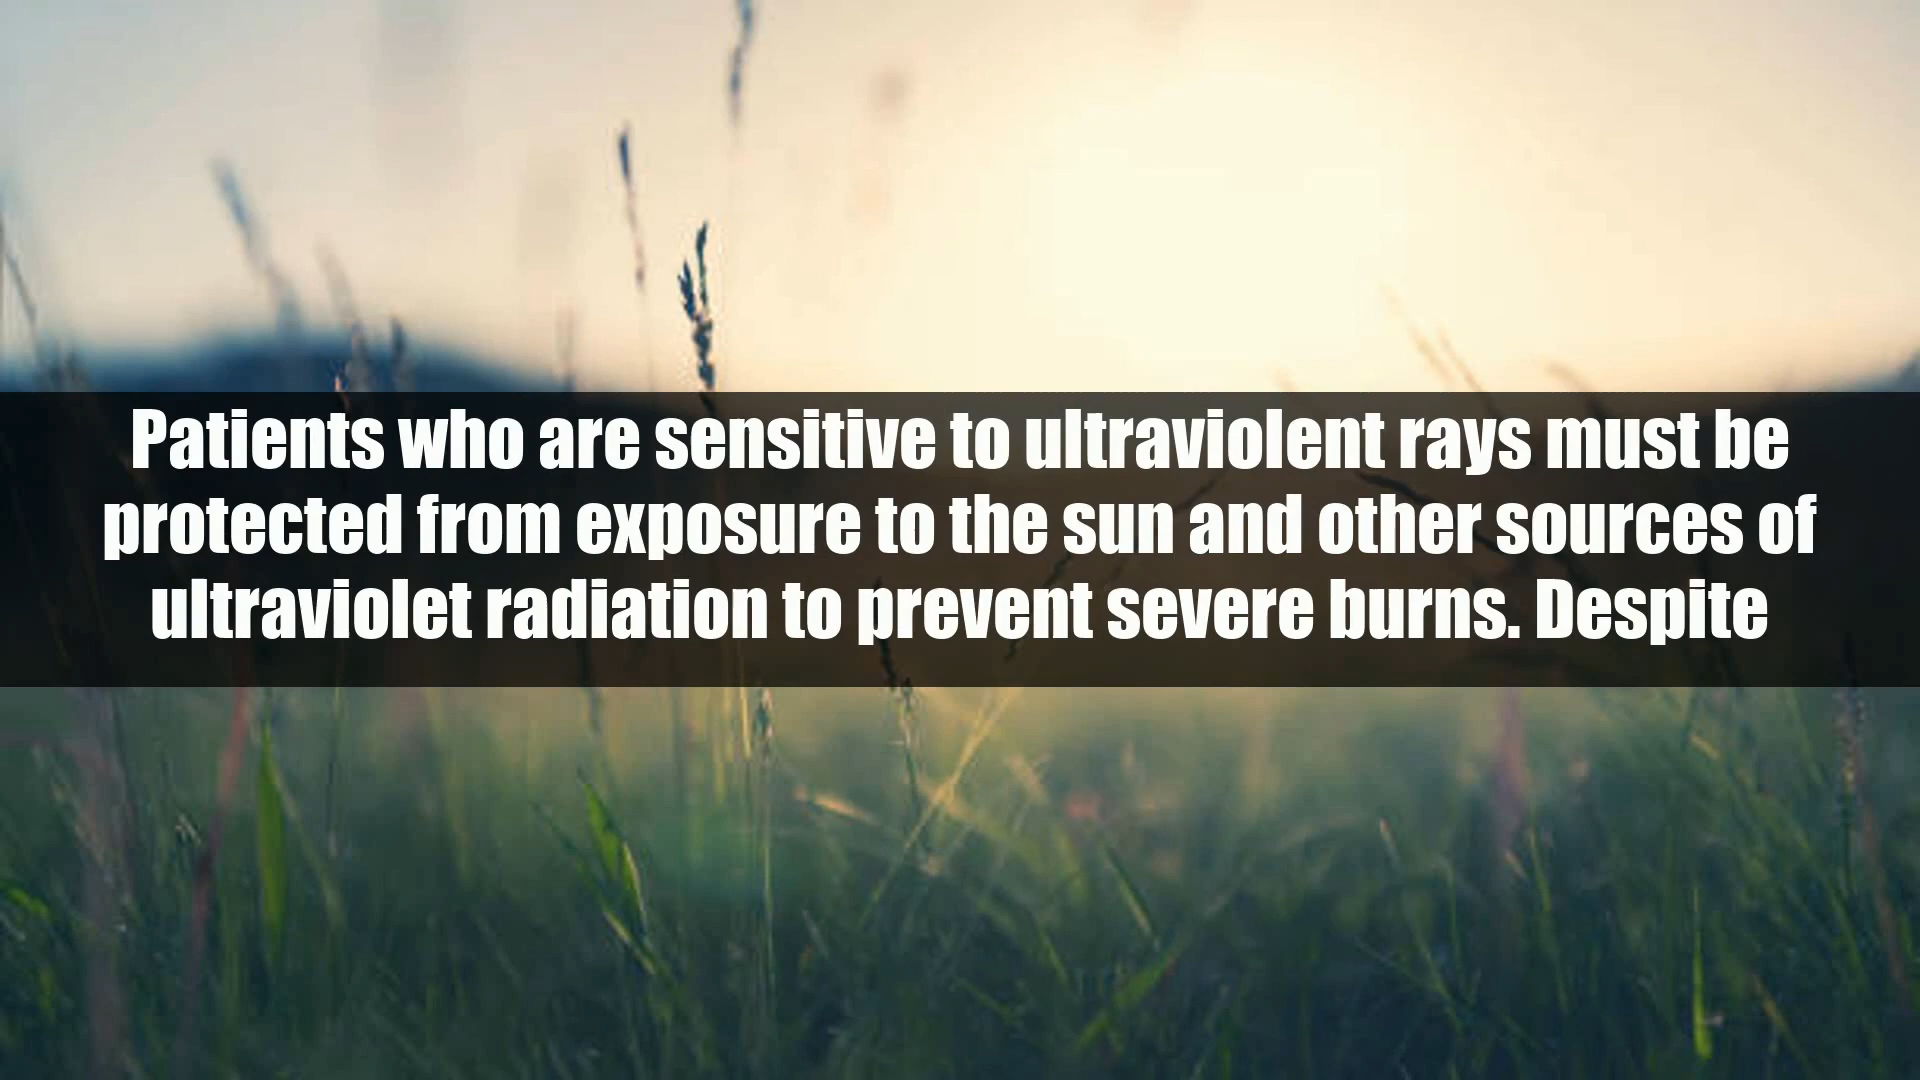 Patients who are sensitive to ultraviolent rays must be
protected from exposure to the sun and other sources of
ultraviolet radiation to prevent severe burns. Despite